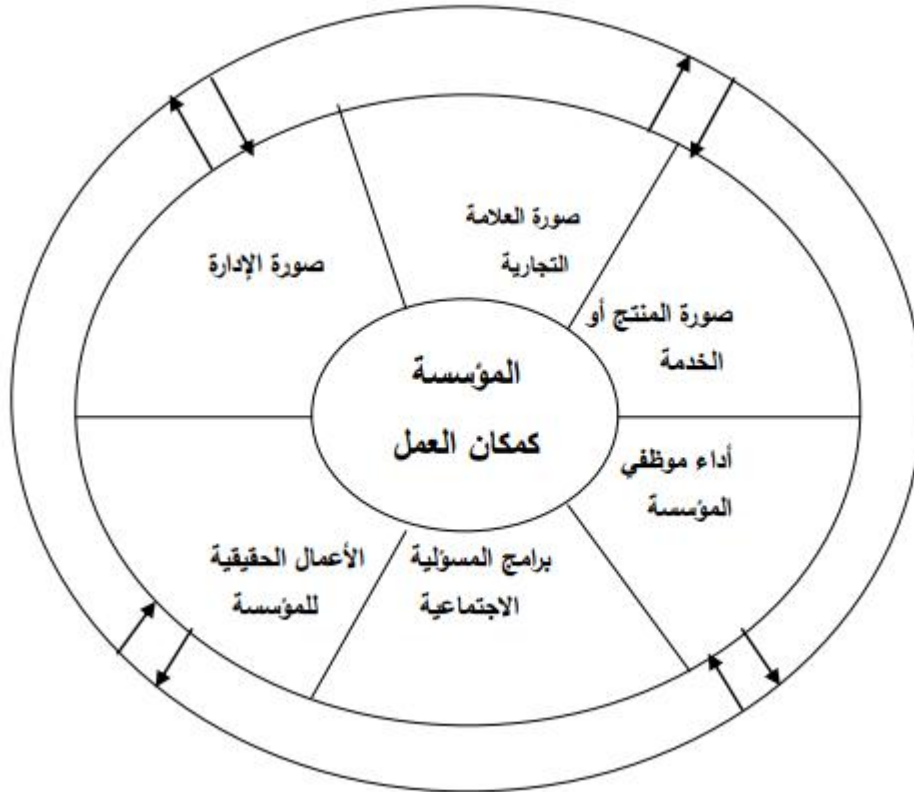 صورة العلامة
التجارية
صورة الإدارة
صورة المنتج أو
الخدمة
المؤسسة
كمكان العمل
أداء موظفي
المؤسسة
برامج المسؤلية
الاجتماعية
الأعمال الحقيقية
للمؤسسة